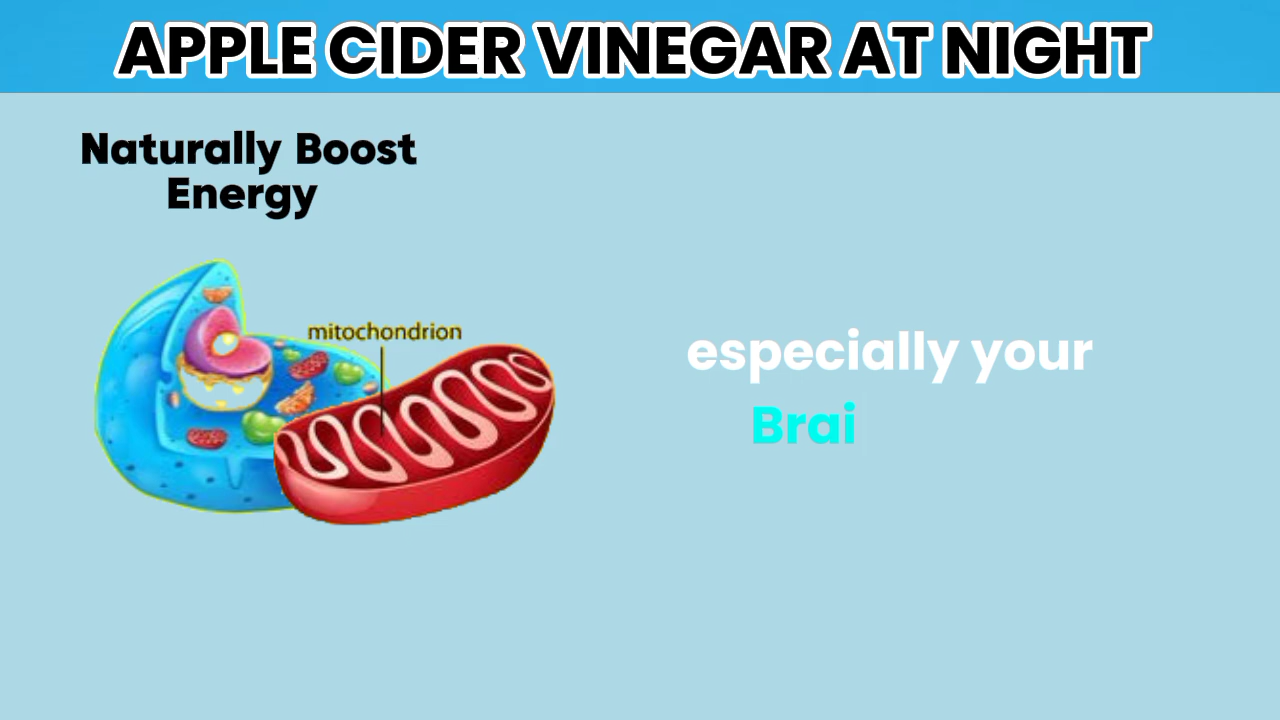 APPLE CIDER VINEGAR AT NIGHT
Naturally Boost
Energy
mitochondrion
especially your
Brai